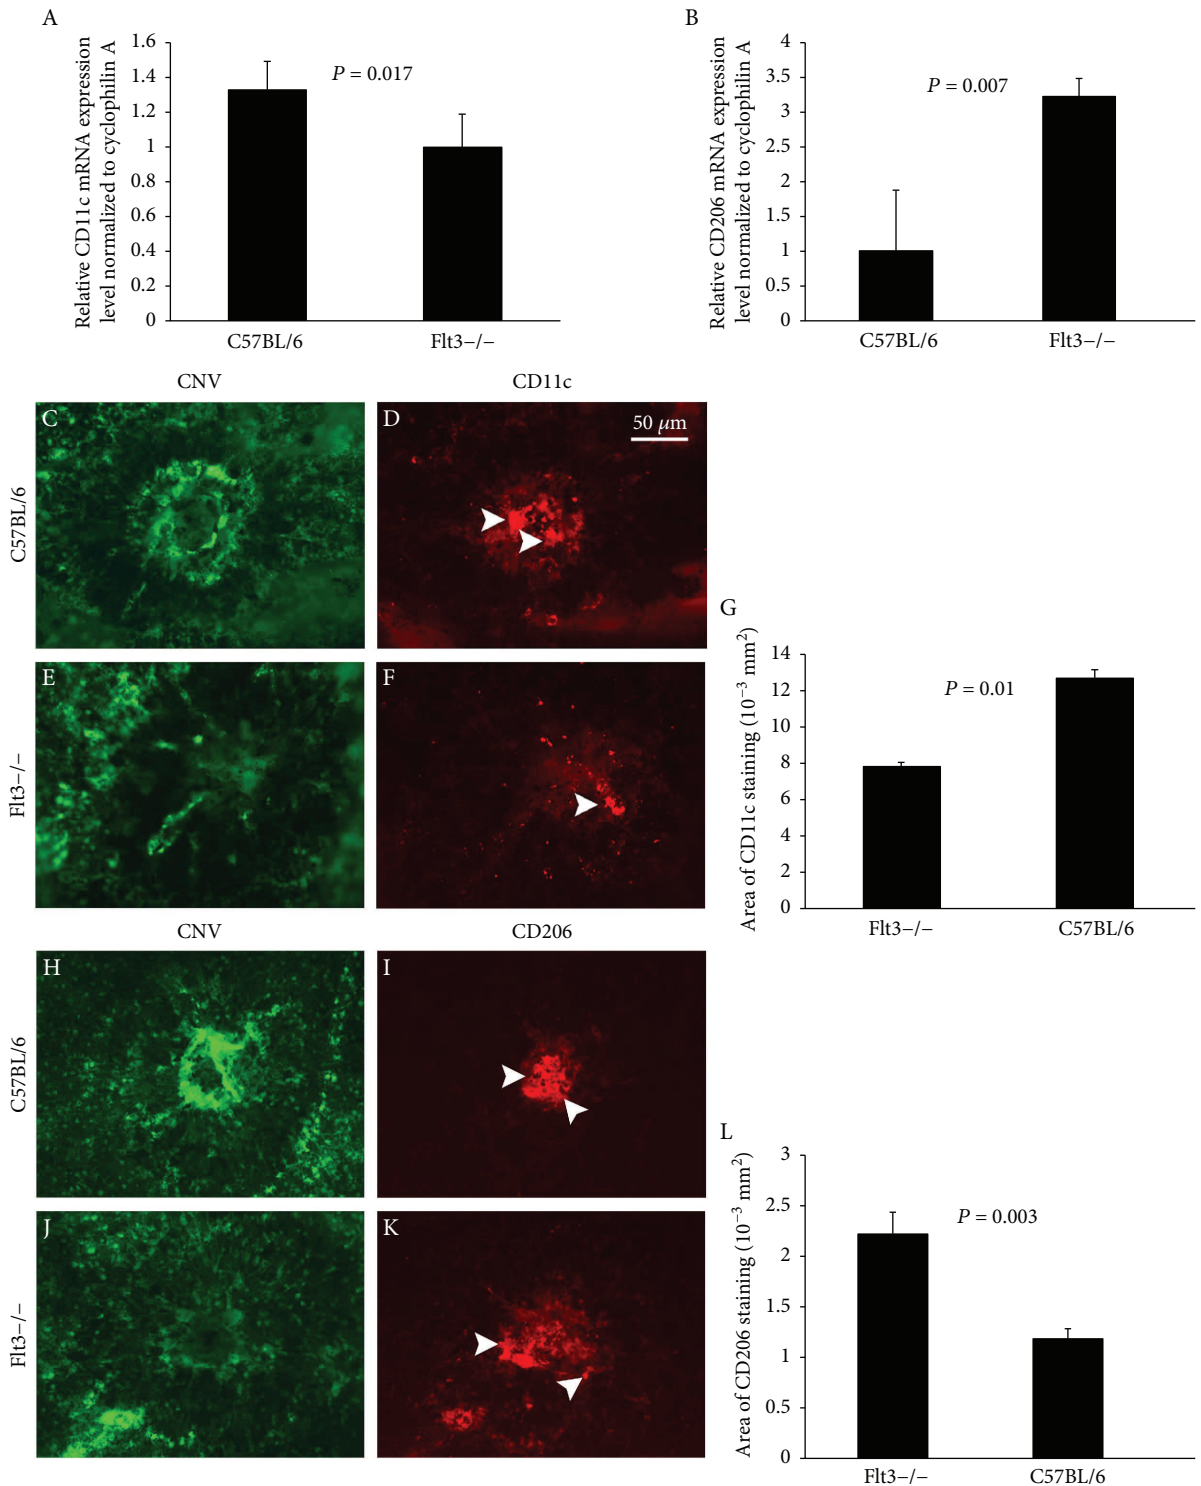 A
Relative CD11c mRNA expression
level normalized to cyclophilin A
1.6
1.4
1.2
1
0.8
0.6
0.4
0.2
0
P = 0.017
C57BL/6
Flt3−/−
B
Relative CD206 mRNA expression
level normalized to cyclophilin A
4
3.5
3
2.5
2
1.5
1
0.5
0
P = 0.007
C57BL/6
Flt3−/−
CNV
CD11c
C57BL/6
C
D
50 μm
Flt3−/−
E
F
G
Area of CD11c staining (10⁻³ mm²)
14
12
10
8
6
4
2
0
P = 0.01
Flt3−/−
C57BL/6
CNV
CD206
C57BL/6
H
I
Flt3−/−
J
K
L
Area of CD206 staining (10⁻³ mm²)
3
2.5
2
1.5
1
0.5
0
P = 0.003
Flt3−/−
C57BL/6